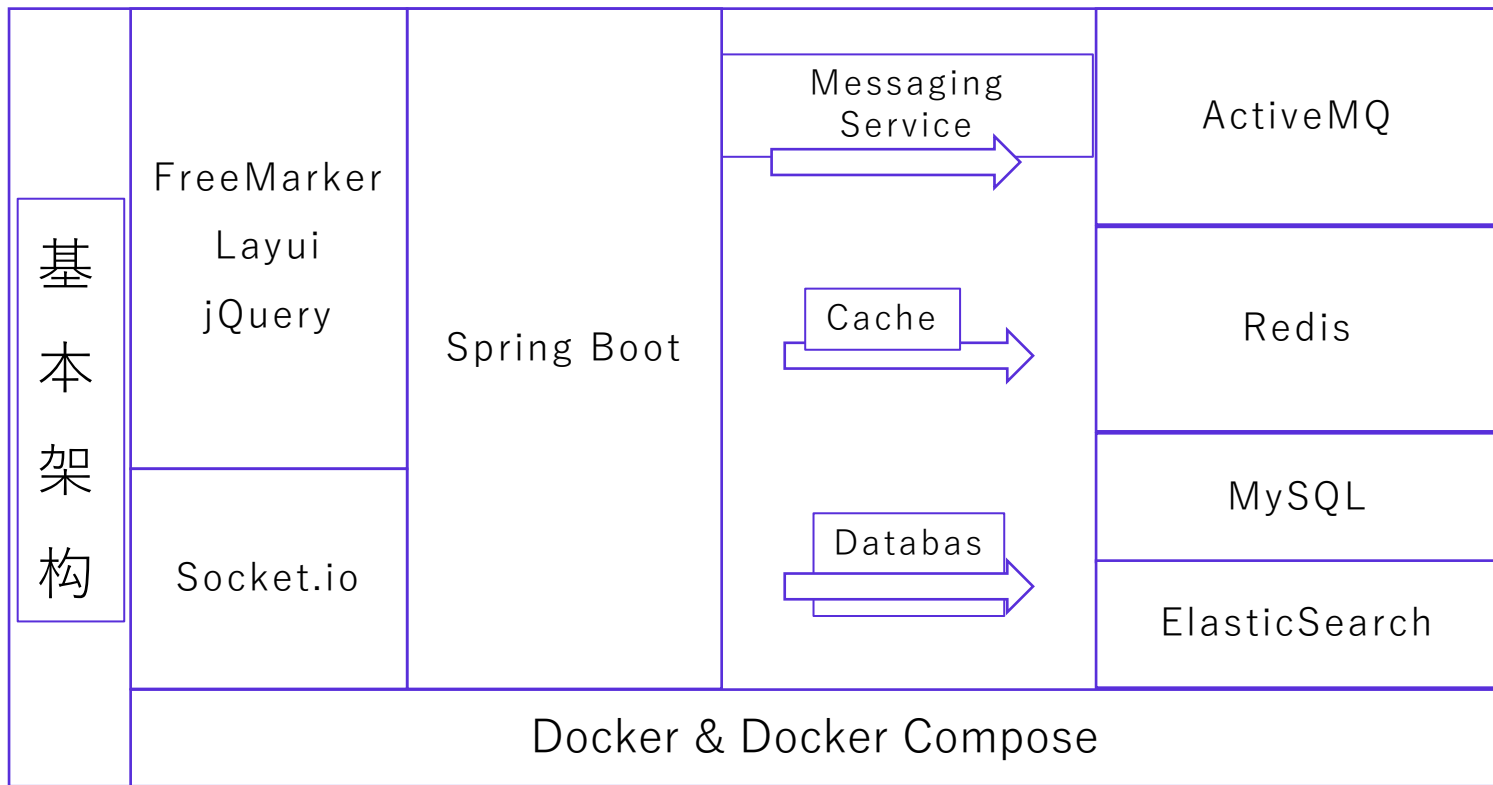 基
本
架
构
FreeMarker
Layui
jQuery
Socket.io
Spring Boot
Messaging
Service
Cache
Databas
ActiveMQ
Redis
MySQL
ElasticSearch
Docker & Docker Compose